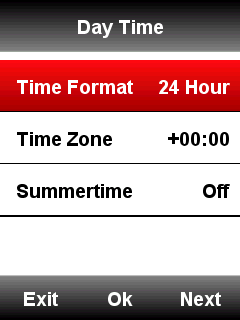 Day Time
Time Format 24 Hour
Time Zone +00:00
Summertime Off
Exit Ok Next